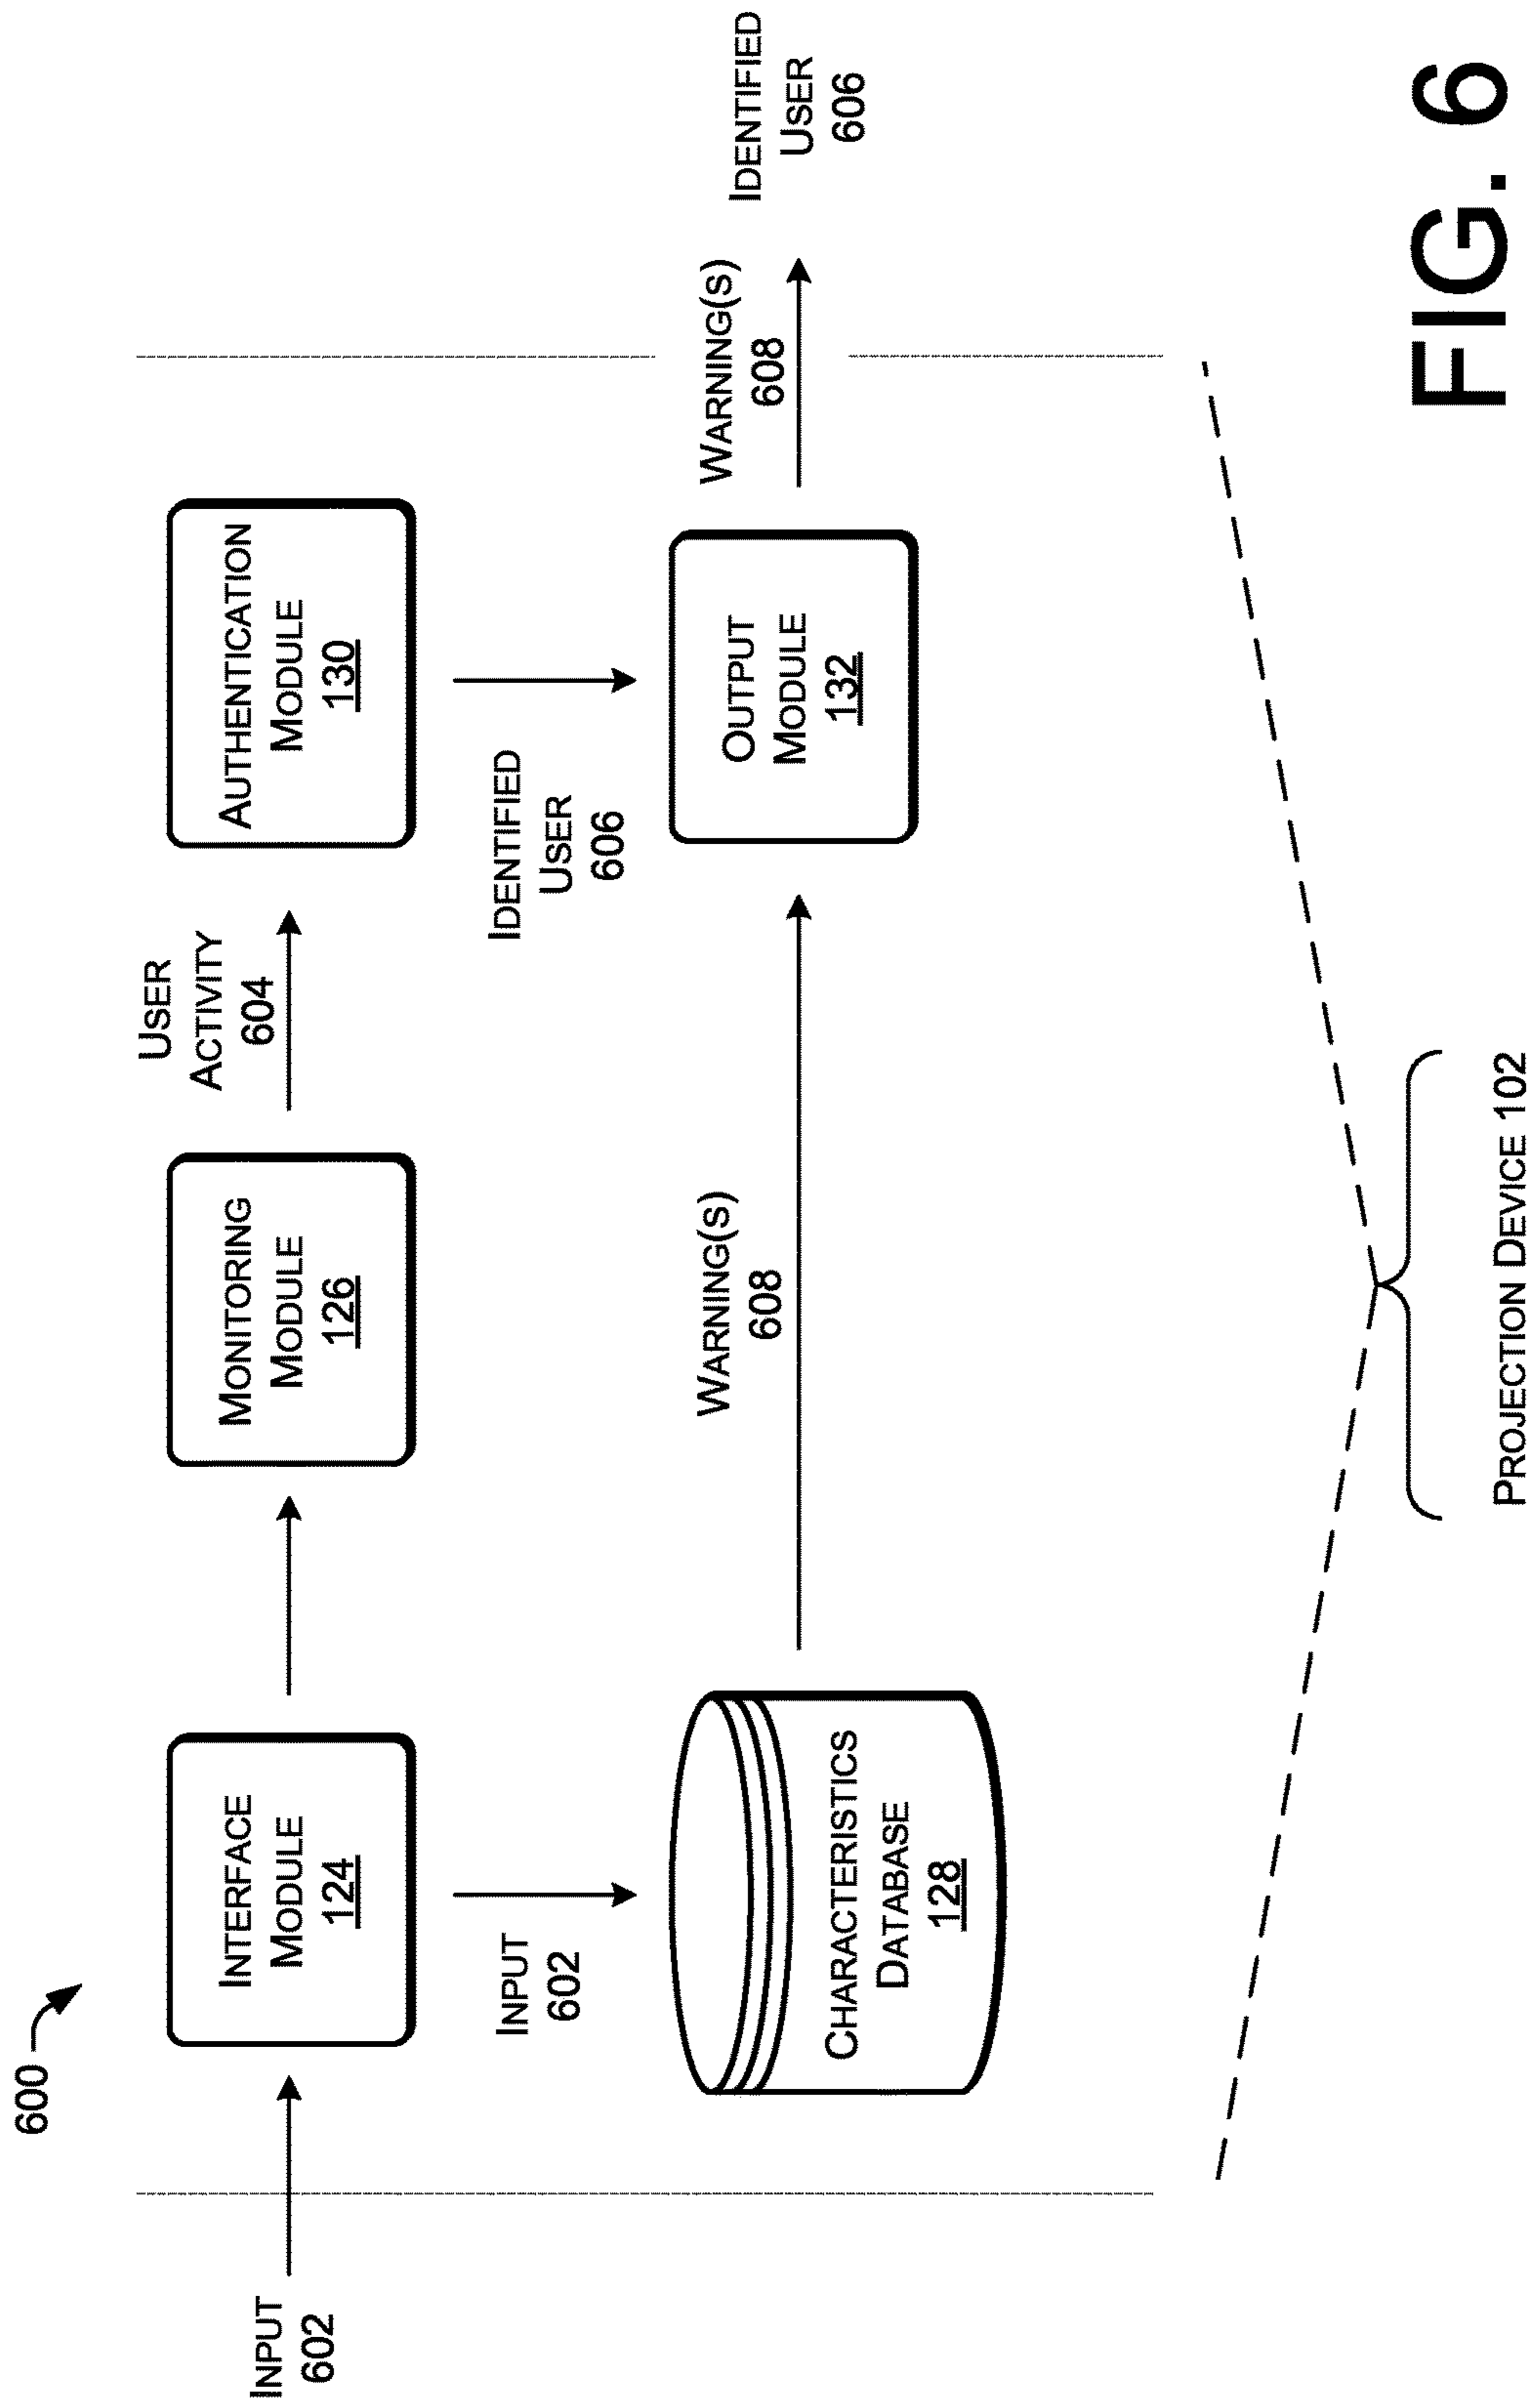 600
INPUT
602
INTERFACE
MODULE
124
MONITORING
MODULE
126
USER
ACTIVITY
604
AUTHENTICATION
MODULE
130
INPUT
602
IDENTIFIED
USER
606
CHARACTERISTICS
DATABASE
128
WARNING(S)
608
OUTPUT
MODULE
132
WARNING(S)
608
IDENTIFIED
USER
606
PROJECTION DEVICE 102
FIG. 6